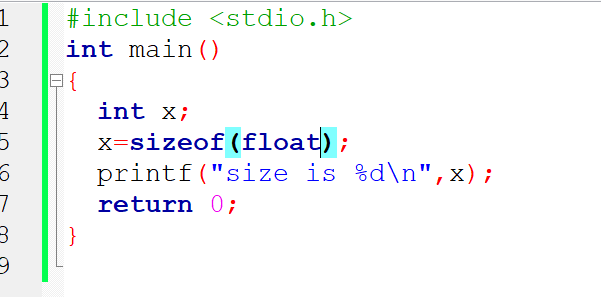 1 #include <stdio.h>
2 int main()
3 {
4 int x;
5 x=sizeof(float);
6 printf("size is %d\n",x);
7 return 0;
8 }
9